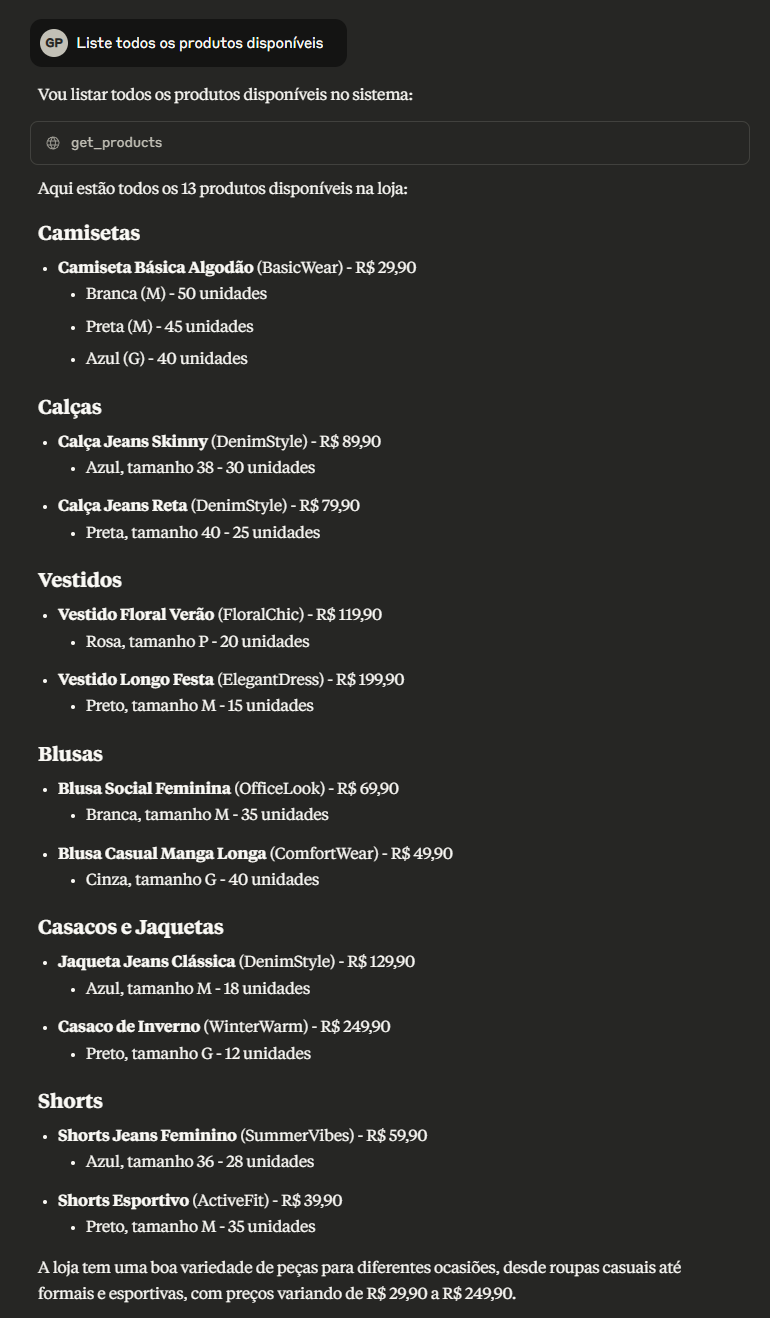 GP Liste todos os produtos disponíveis
Vou listar todos os produtos disponíveis no sistema:
get_products
Aqui estão todos os 13 produtos disponíveis na loja:
Camisetas
• Camiseta Básica Algodão (BasicWear) - R$ 29,90
• Branca (M) - 50 unidades
• Preta (M) - 45 unidades
• Azul (G) - 40 unidades
Calças
• Calça Jeans Skinny (DenimStyle) - R$ 89,90
• Azul, tamanho 38 - 30 unidades
• Calça Jeans Reta (DenimStyle) - R$ 79,90
• Preta, tamanho 40 - 25 unidades
Vestidos
• Vestido Floral Verão (FloralChic) - R$ 119,90
• Rosa, tamanho P - 20 unidades
• Vestido Longo Festa (ElegantDress) - R$ 199,90
• Preto, tamanho M - 15 unidades
Blusas
• Blusa Social Feminina (OfficeLook) - R$ 69,90
• Branca, tamanho M - 35 unidades
• Blusa Casual Manga Longa (ComfortWear) - R$ 49,90
• Cinza, tamanho G - 40 unidades
Casacos e Jaquetas
• Jaqueta Jeans Clássica (DenimStyle) - R$ 129,90
• Azul, tamanho M - 18 unidades
• Casaco de Inverno (WinterWarm) - R$ 249,90
• Preto, tamanho G - 12 unidades
Shorts
• Shorts Jeans Feminino (SummerVibes) - R$ 59,90
• Azul, tamanho 36 - 28 unidades
• Shorts Esportivo (ActiveFit) - R$ 39,90
• Preto, tamanho M - 35 unidades
A loja tem uma boa variedade de peças para diferentes ocasiões, desde roupas casuais até
formais e esportivas, com preços variando de R$ 29,90 a R$ 249,90.